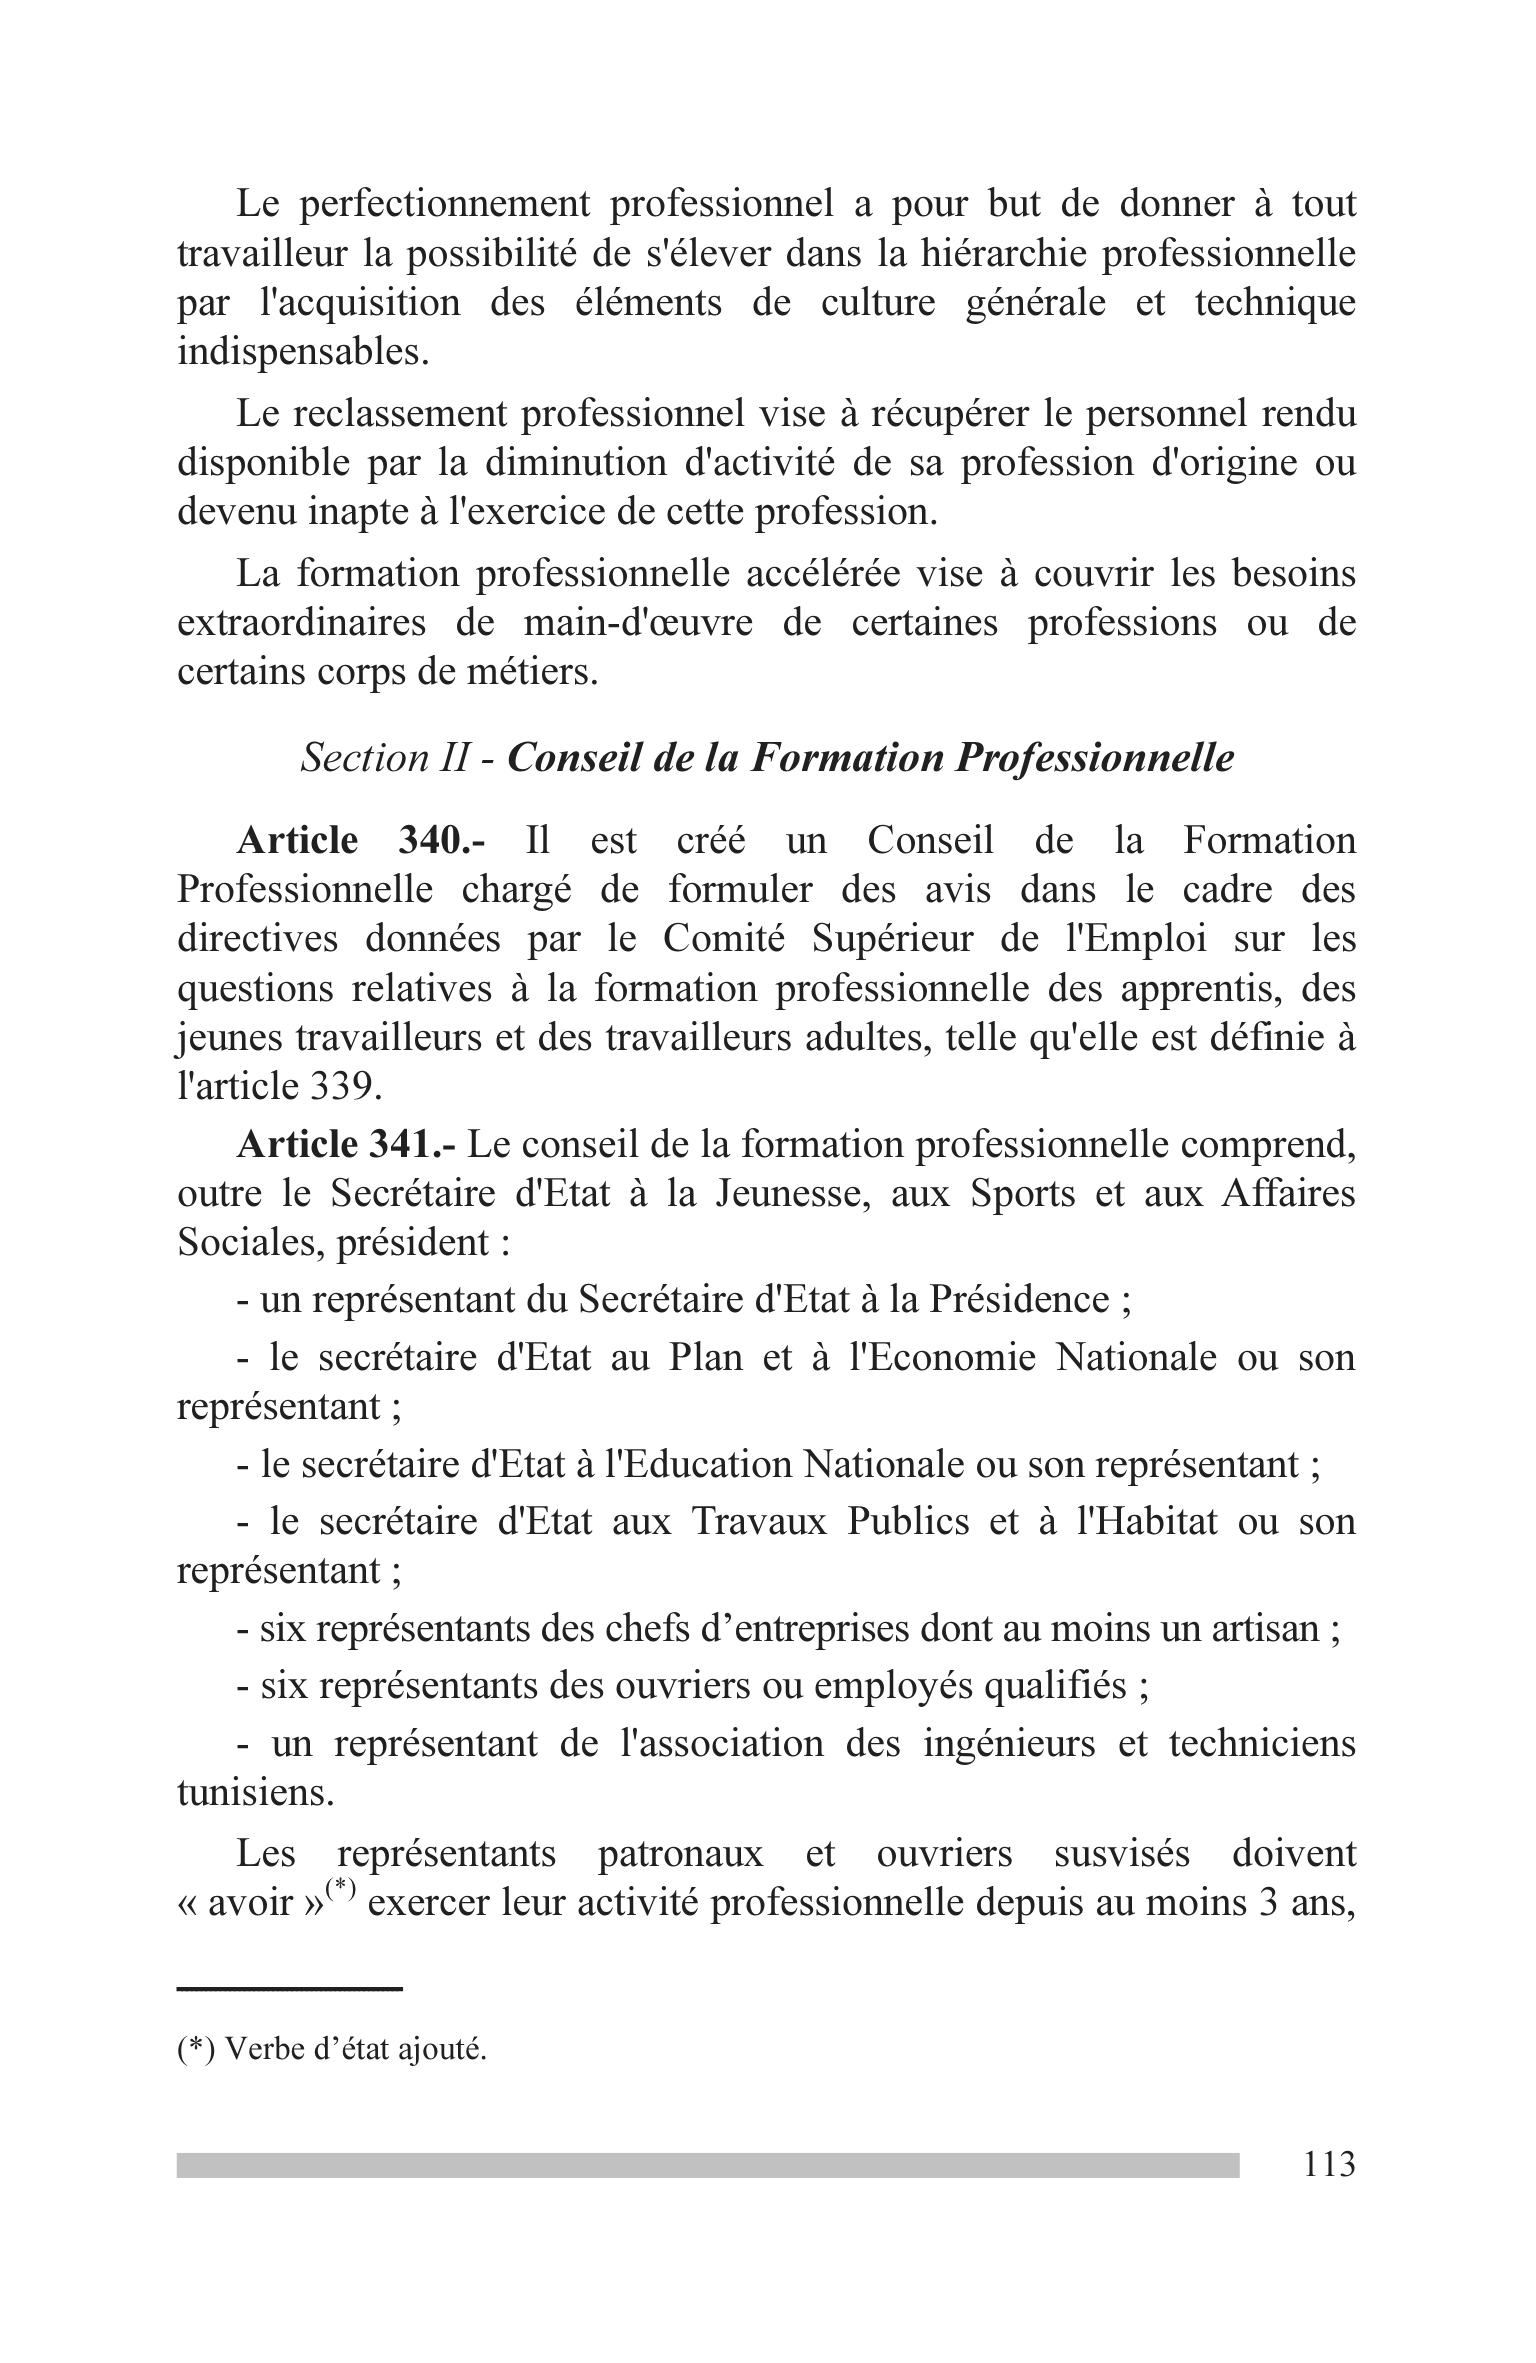 Le perfectionnement professionnel a pour but de donner à tout
travailleur la possibilité de s'élever dans la hiérarchie professionnelle
par l'acquisition des éléments de culture générale et technique
indispensables.
Le reclassement professionnel vise à récupérer le personnel rendu
disponible par la diminution d'activité de sa profession d'origine ou
devenu inapte à l'exercice de cette profession.
La formation professionnelle accélérée vise à couvrir les besoins
extraordinaires de main-d'œuvre de certaines professions ou de
certains corps de métiers.
Section II - Conseil de la Formation Professionnelle
Article 340.- Il est créé un Conseil de la Formation
Professionnelle chargé de formuler des avis dans le cadre des
directives données par le Comité Supérieur de l'Emploi sur les
questions relatives à la formation professionnelle des apprentis, des
jeunes travailleurs et des travailleurs adultes, telle qu'elle est définie à
l'article 339.
Article 341.- Le conseil de la formation professionnelle comprend,
outre le Secrétaire d'Etat à la Jeunesse, aux Sports et aux Affaires
Sociales, président :
- un représentant du Secrétaire d'Etat à la Présidence ;
- le secrétaire d'Etat au Plan et à l'Economie Nationale ou son
représentant ;
- le secrétaire d'Etat à l'Education Nationale ou son représentant ;
- le secrétaire d'Etat aux Travaux Publics et à l'Habitat ou son
représentant ;
- six représentants des chefs d’entreprises dont au moins un artisan ;
- six représentants des ouvriers ou employés qualifiés ;
- un représentant de l'association des ingénieurs et techniciens
tunisiens.
Les représentants patronaux et ouvriers susvisés doivent
« avoir »(*) exercer leur activité professionnelle depuis au moins 3 ans,
(*) Verbe d’état ajouté.
113